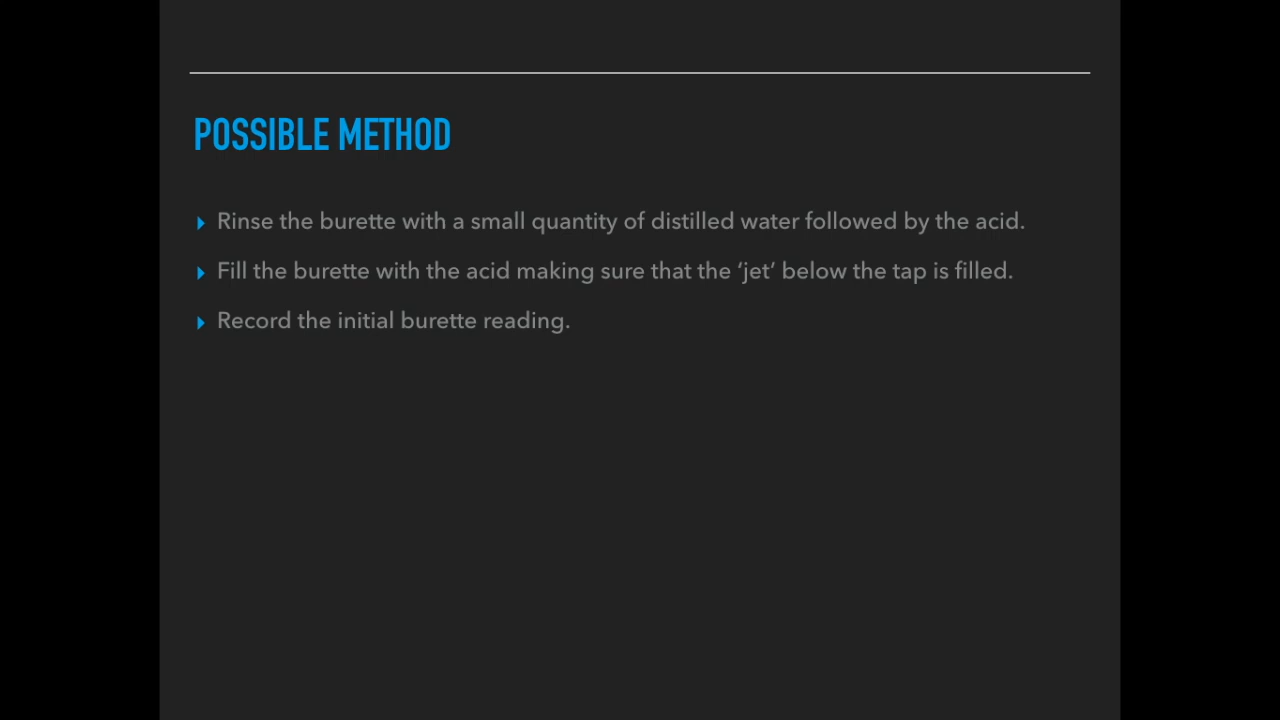 POSSIBLE METHOD
Rinse the burette with a small quantity of distilled water followed by the acid.
Fill the burette with the acid making sure that the ‘jet’ below the tap is filled.
Record the initial burette reading.